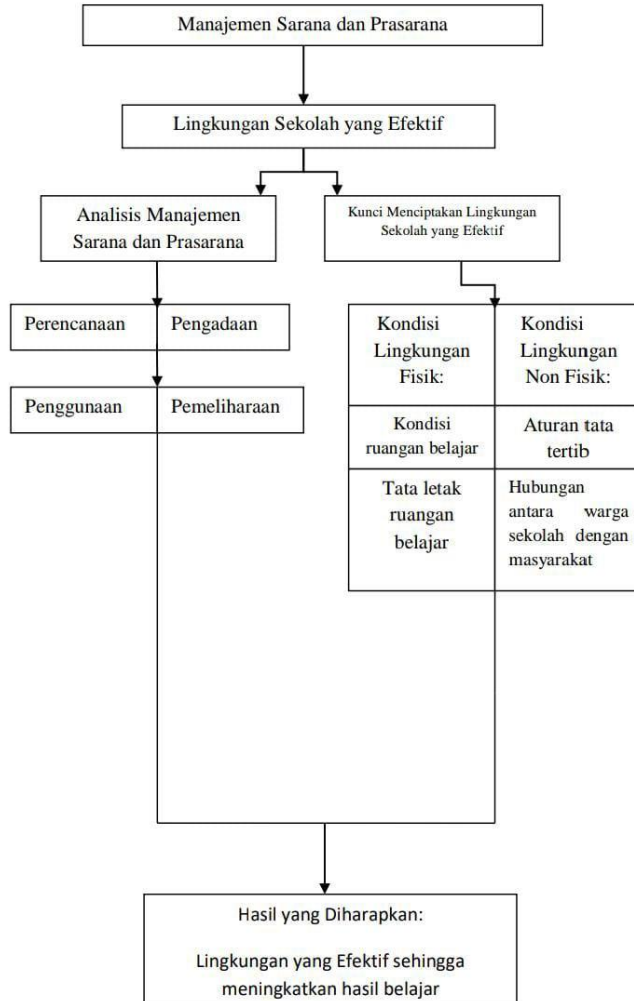 Manajemen Sarana dan Prasarana
Lingkungan Sekolah yang Efektif
Analisis Manajemen
Sarana dan Prasarana
Kunci Menciptakan Lingkungan
Sekolah yang Efektif
Perencanaan
Pengadaan
Penggunaan
Pemeliharaan
Kondisi
Lingkungan
Fisik:
Kondisi
Lingkungan
Non Fisik:
Kondisi
ruangan belajar
Aturan tata
tertib
Tata letak
ruangan
belajar
Hubungan
antara warga
sekolah dengan
masyarakat
Hasil yang Diharapkan:
Lingkungan yang Efektif sehingga
meningkatkan hasil belajar